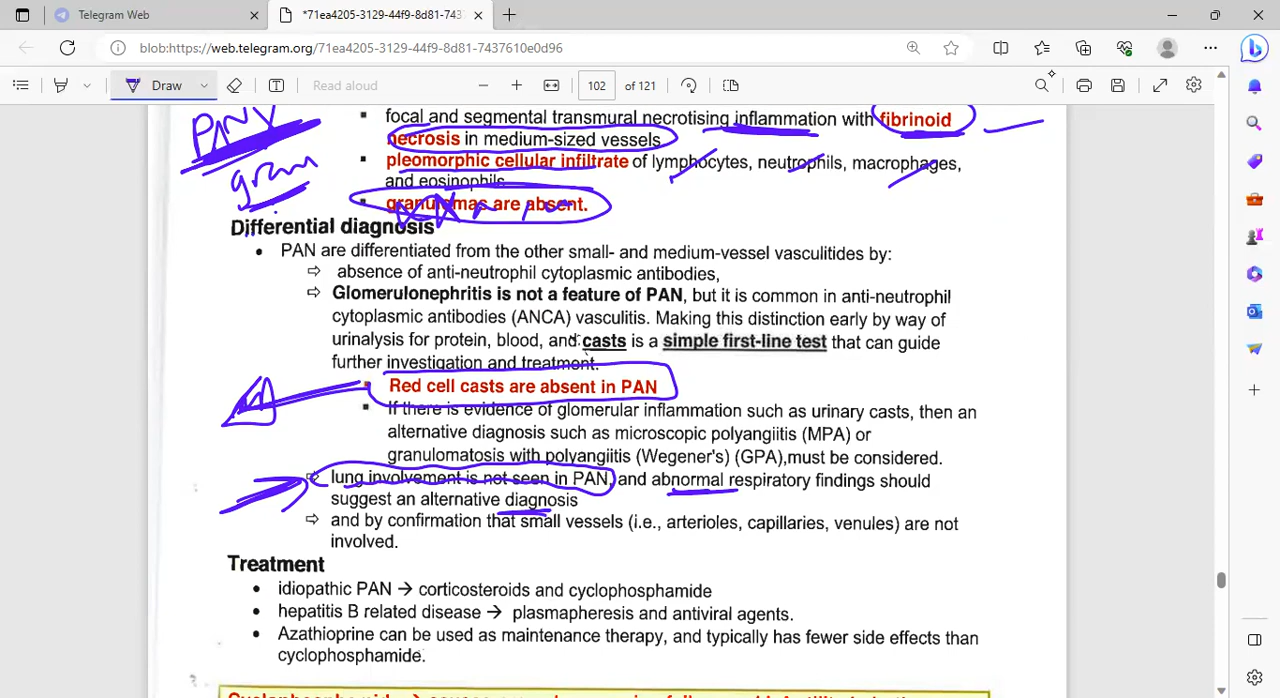 Telegram Web
*71ea4205-3129-44f9-8d81-743
blob:https://web.telegram.org/71ea4205-3129-44f9-8d81-7437610e0d96
Draw
Read aloud
102 of 121
PAN
gram
focal and segmental transmural necrotising inflammation with fibrinoid
necrosis in medium-sized vessels
pleomorphic cellular infiltrate of lymphocytes, neutrophils, macrophages,
and eosinophils
granulomas are absent.
Differential diagnosis
• PAN are differentiated from the other small- and medium-vessel vasculitides by:
⇨ absence of anti-neutrophil cytoplasmic antibodies,
⇨ Glomerulonephritis is not a feature of PAN, but it is common in anti-neutrophil
cytoplasmic antibodies (ANCA) vasculitis. Making this distinction early by way of
urinalysis for protein, blood, and casts is a simple first-line test that can guide
further investigation and treatment.
▪ Red cell casts are absent in PAN
▪ If there is evidence of glomerular inflammation such as urinary casts, then an
alternative diagnosis such as microscopic polyangiitis (MPA) or
granulomatosis with polyangiitis (Wegener's) (GPA),must be considered.
⇨ lung involvement is not seen in PAN, and abnormal respiratory findings should
suggest an alternative diagnosis
⇨ and by confirmation that small vessels (i.e., arterioles, capillaries, venules) are not
involved.
Treatment
• idiopathic PAN → corticosteroids and cyclophosphamide
• hepatitis B related disease → plasmapheresis and antiviral agents.
• Azathioprine can be used as maintenance therapy, and typically has fewer side effects than
cyclophosphamide.